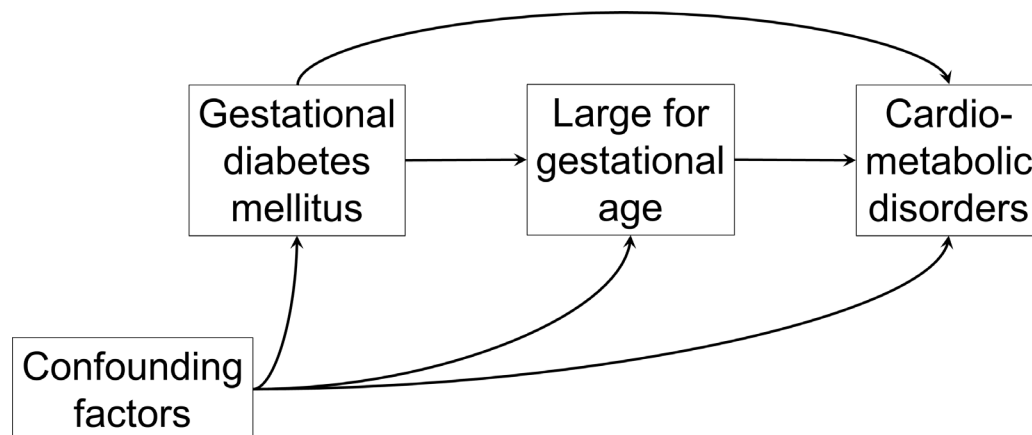 Gestational
diabetes
mellitus
Large for
gestational
age
Cardio-
metabolic
disorders
Confounding
factors